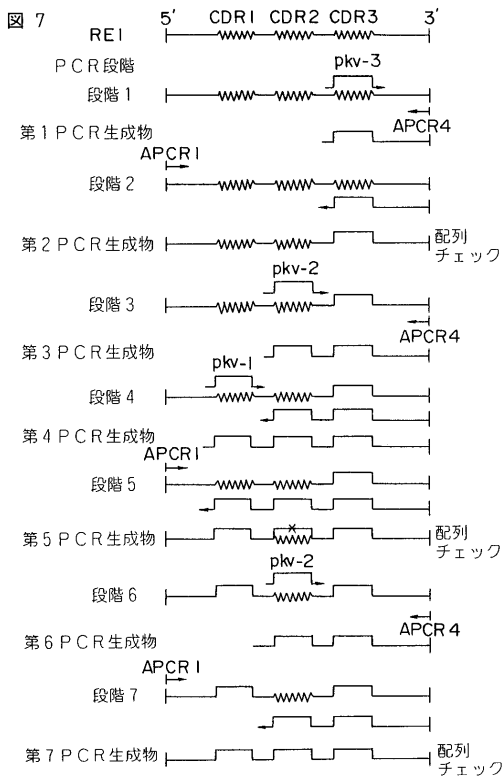 図 7
5' CDR1 CDR2 CDR3 3'
REI
PCR段階
pkv-3
段階1
APCR4
第1PCR生成物
APCR1
段階2
第2PCR生成物
配列
チェック
pkv-2
段階3
APCR4
第3PCR生成物
pkv-1
段階4
第4PCR生成物
APCR1
段階5
x
第5PCR生成物
配列
チェック
pkv-2
段階6
APCR4
第6PCR生成物
APCR1
段階7
第7PCR生成物
配列
チェック